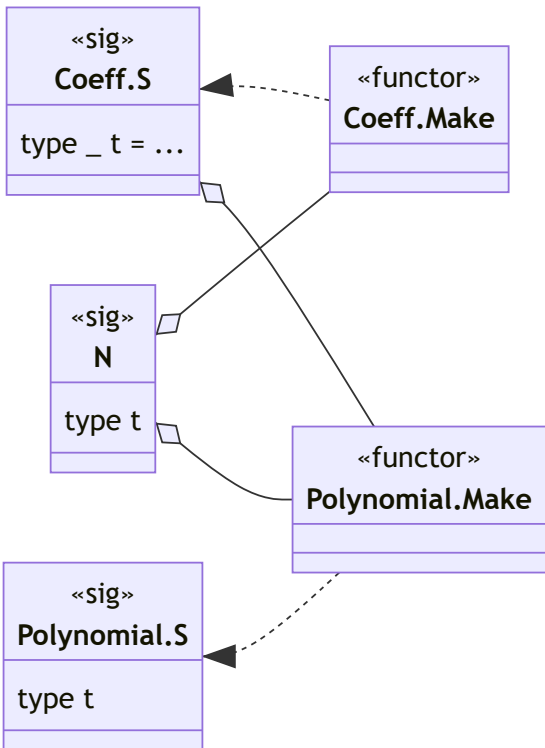 «sig»
Coeff.S
type _ t = ...
«functor»
Coeff.Make
«sig»
N
type t
«functor»
Polynomial.Make
«sig»
Polynomial.S
type t